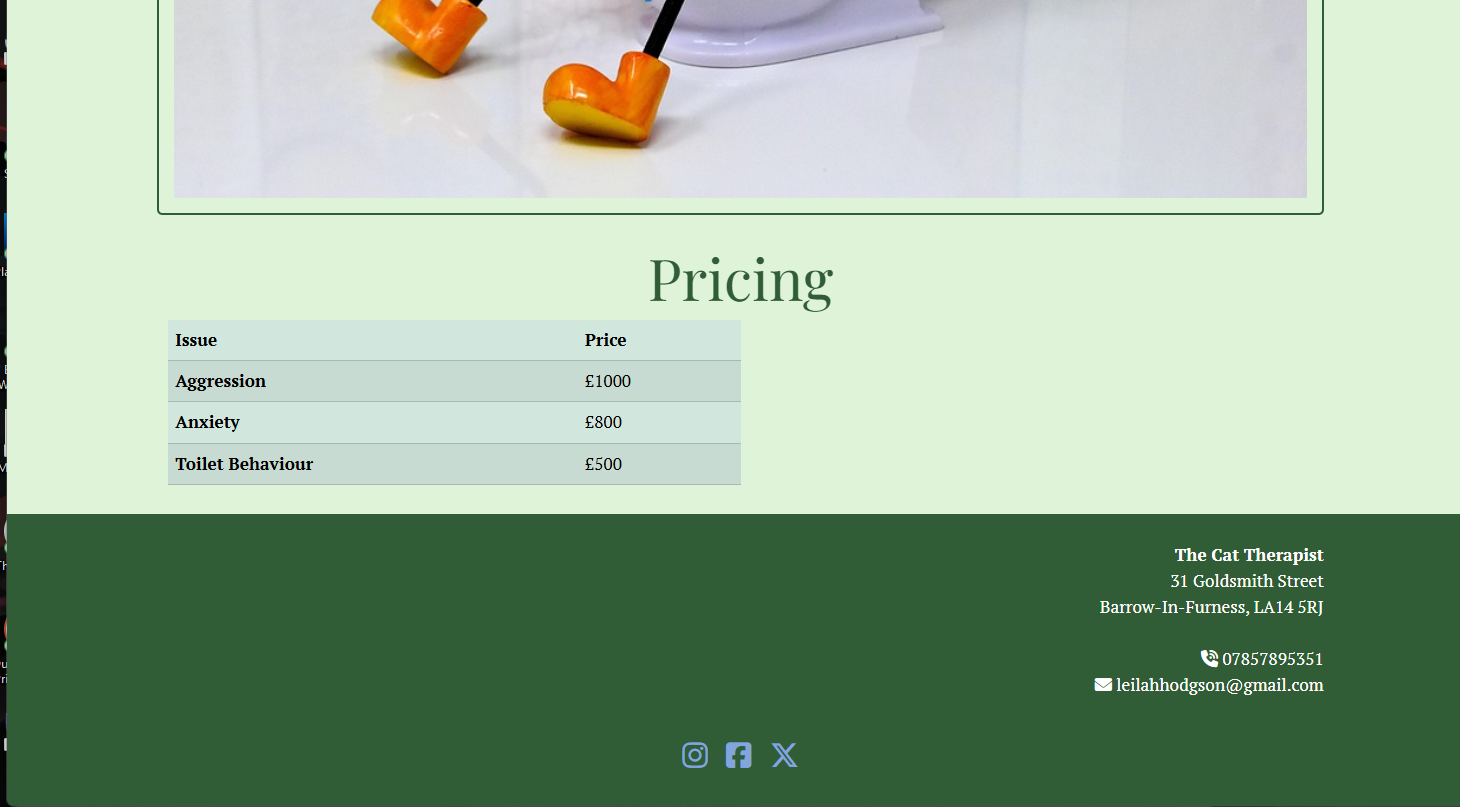 Pricing
Issue Price
Aggression £1000
Anxiety £800
Toilet Behaviour £500
The Cat Therapist
31 Goldsmith Street
Barrow-In-Furness, LA14 5RJ
07857895351
leilahhodgson@gmail.com